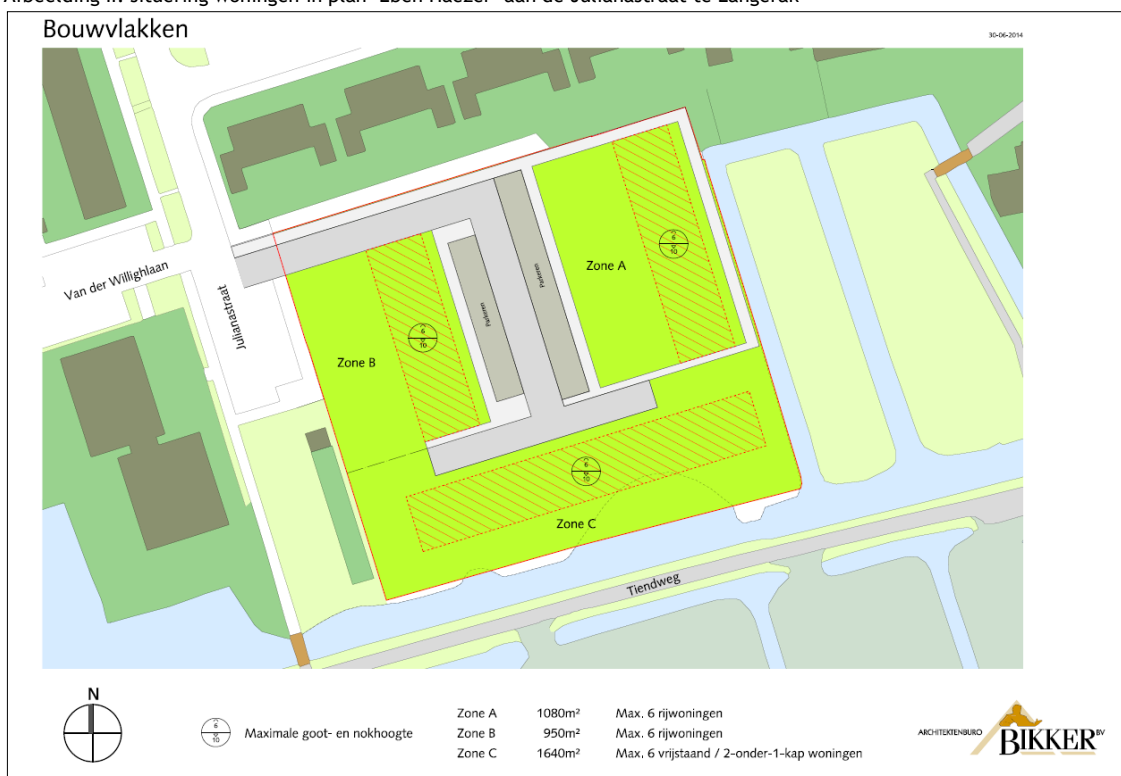 Afbeelding I: situering woningen in plan 'Eben Haëzer' aan de Julianastraat te Langerak
Bouwvlakken
30-06-2014
Van der Willighlaan
Julianastraat
Zone A
6
10
Parkeren
Parkeren
Zone B
6
10
6
10
Zone C
Tiendweg
N
6
10
Maximale goot- en nokhoogte
Zone A 1080m² Max. 6 rijwoningen
Zone B 950m² Max. 6 rijwoningen
Zone C 1640m² Max. 6 vrijstaand / 2-onder-1-kap woningen
ARCHITEKTENBURO BIKKER BV